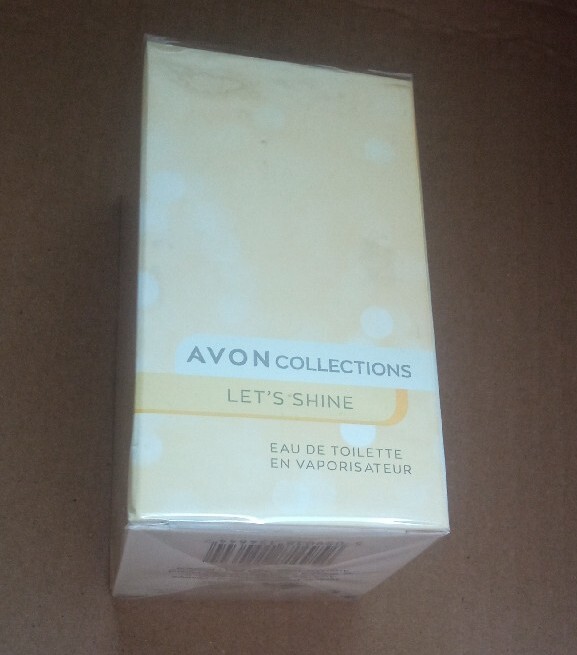 AVON COLLECTIONS
LET'S SHINE
EAU DE TOILETTE
EN VAPORISATEUR